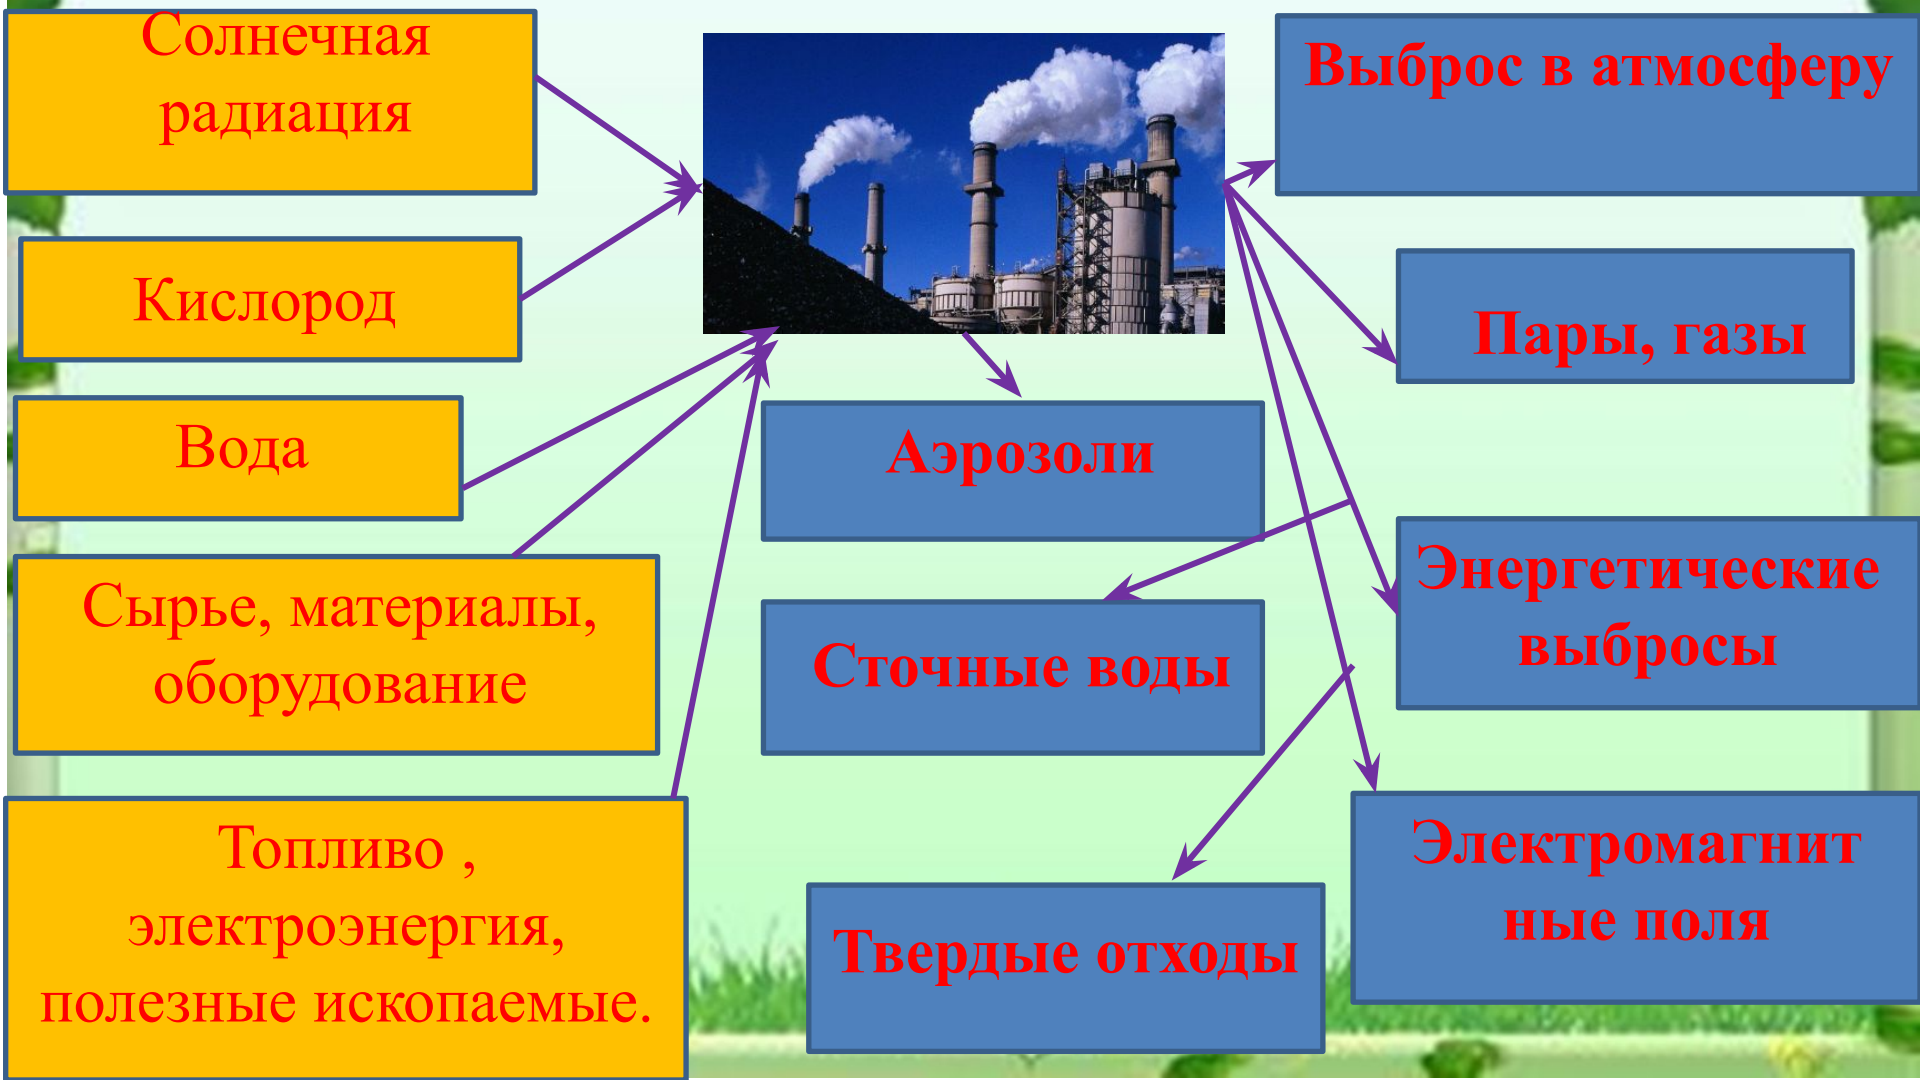 Солнечная
радиация
Кислород
Вода
Сырье, материалы,
оборудование
Топливо ,
электроэнергия,
полезные ископаемые.
Аэрозоли
Сточные воды
Твердые отходы
Выброс в атмосферу
Пары, газы
Энергетические
выбросы
Электромагнит
ные поля